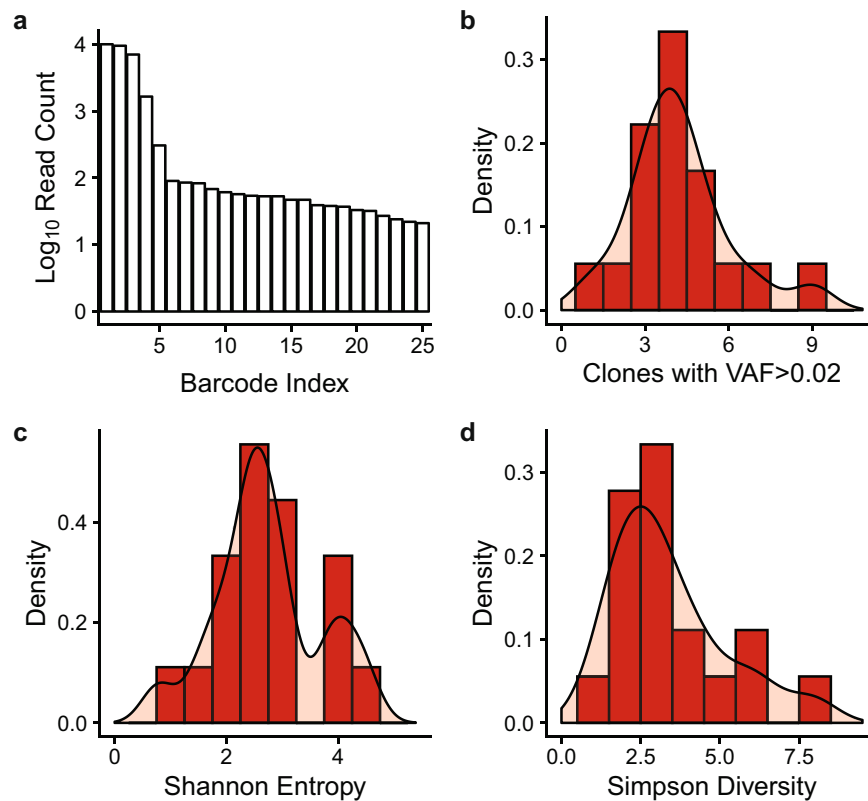 a
Log10 Read Count
4
3
2
1
0
5 10 15 20 25
Barcode Index
b
Density
0.3
0.2
0.1
0.0
0 3 6 9
Clones with VAF>0.02
c
Density
0.4
0.2
0.0
0 2 4
Shannon Entropy
d
Density
0.3
0.2
0.1
0.0
0.0 2.5 5.0 7.5
Simpson Diversity